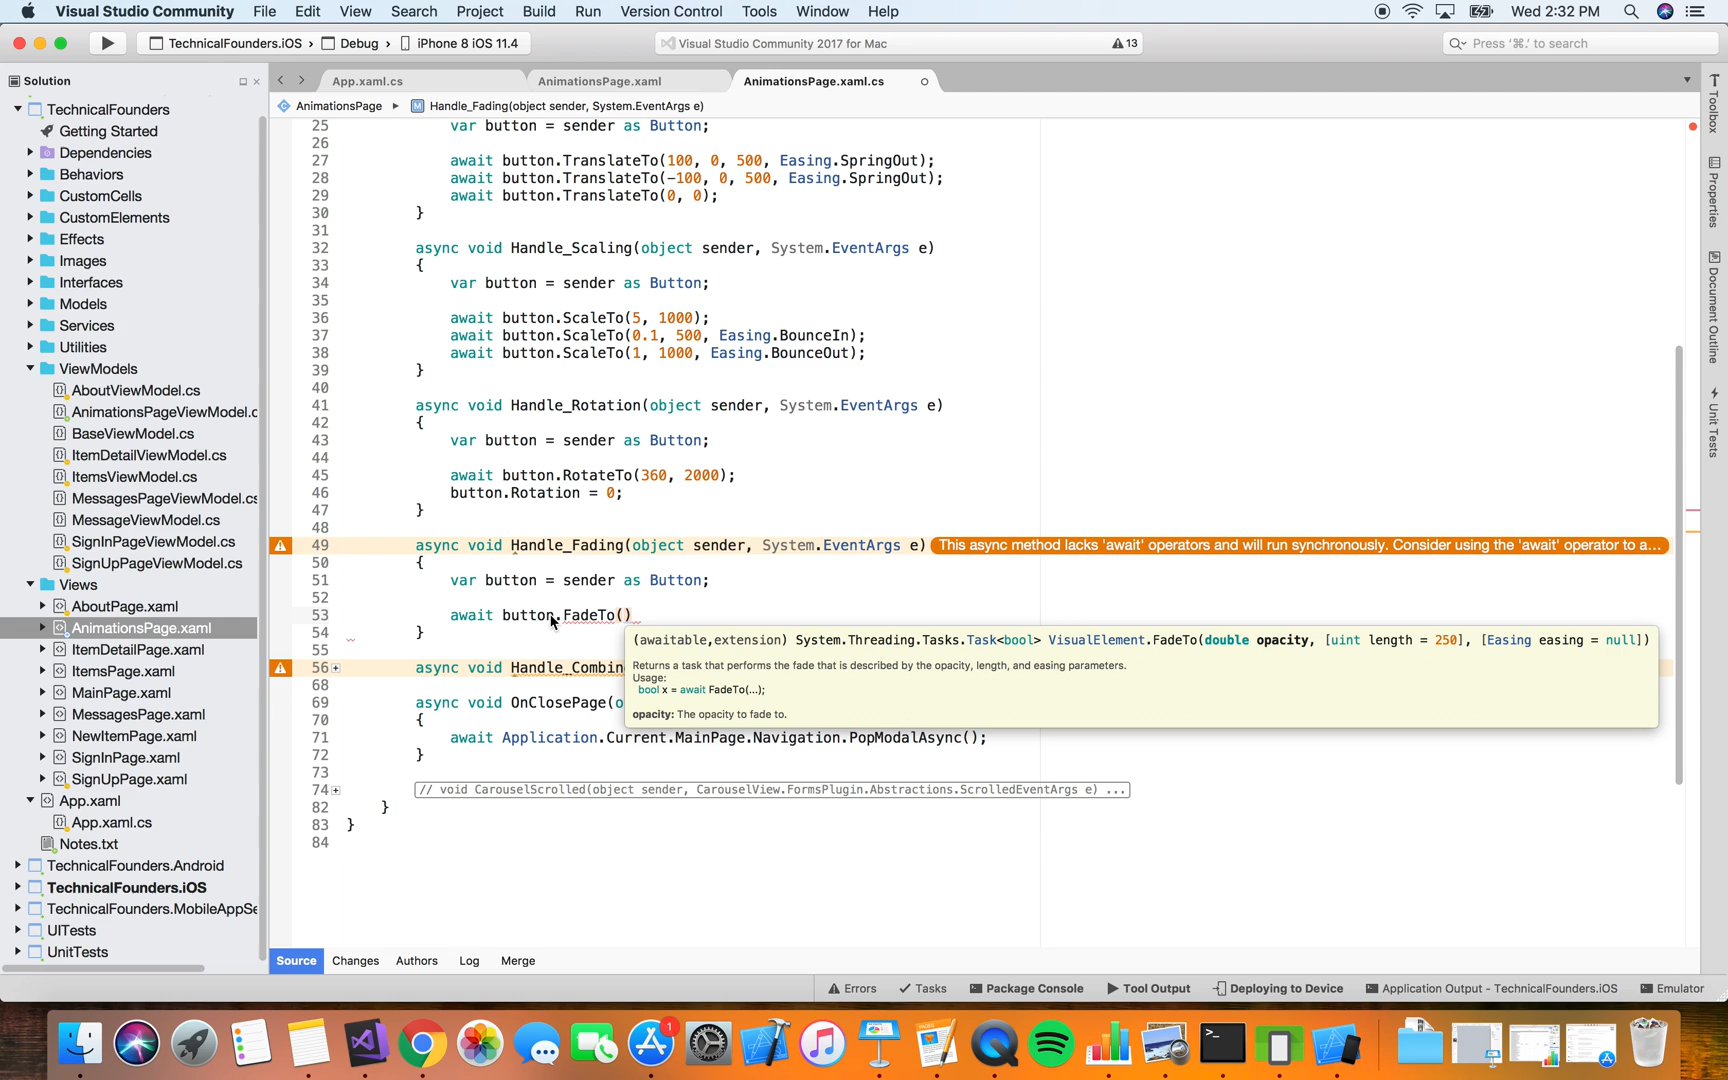 Visual Studio Community File Edit View Search Project Build Run Version Control Tools Window Help Wed 2:32 PM
TechnicalFounders.iOS › Debug › iPhone 8 iOS 11.4 Visual Studio Community 2017 for Mac 13 Press '⌘.' to search
Solution
App.xaml.cs AnimationsPage.xaml AnimationsPage.xaml.cs
AnimationsPage ▸ M Handle_Fading(object sender, System.EventArgs e)
TechnicalFounders
Getting Started
Dependencies
Behaviors
CustomCells
CustomElements
Effects
Images
Interfaces
Models
Services
Utilities
ViewModels
AboutViewModel.cs
AnimationsPageViewModel.c
BaseViewModel.cs
ItemDetailViewModel.cs
ItemsViewModel.cs
MessagesPageViewModel.cs
MessageViewModel.cs
SignInPageViewModel.cs
SignUpPageViewModel.cs
Views
AboutPage.xaml
AnimationsPage.xaml
ItemDetailPage.xaml
ItemsPage.xaml
MainPage.xaml
MessagesPage.xaml
NewItemPage.xaml
SignInPage.xaml
SignUpPage.xaml
App.xaml
App.xaml.cs
Notes.txt
TechnicalFounders.Android
TechnicalFounders.iOS
TechnicalFounders.MobileAppSe
UITests
UnitTests
25 var button = sender as Button;
26
27 await button.TranslateTo(100, 0, 500, Easing.SpringOut);
28 await button.TranslateTo(-100, 0, 500, Easing.SpringOut);
29 await button.TranslateTo(0, 0);
30 }
31
32 async void Handle_Scaling(object sender, System.EventArgs e)
33 {
34 var button = sender as Button;
35
36 await button.ScaleTo(5, 1000);
37 await button.ScaleTo(0.1, 500, Easing.BounceIn);
38 await button.ScaleTo(1, 1000, Easing.BounceOut);
39 }
40
41 async void Handle_Rotation(object sender, System.EventArgs e)
42 {
43 var button = sender as Button;
44
45 await button.RotateTo(360, 2000);
46 button.Rotation = 0;
47 }
48
49 async void Handle_Fading(object sender, System.EventArgs e) This async method lacks 'await' operators and will run synchronously. Consider using the 'await' operator to a...
50 {
51 var button = sender as Button;
52
53 await button.FadeTo()
54 }
55
56 async void Handle_Combin
68
69 async void OnClosePage(o
70 {
71 await Application.Current.MainPage.Navigation.PopModalAsync();
72 }
73
74 // void CarouselScrolled(object sender, CarouselView.FormsPlugin.Abstractions.ScrolledEventArgs e) ...
82 }
83 }
84
(awaitable,extension) System.Threading.Tasks.Task<bool> VisualElement.FadeTo(double opacity, [uint length = 250], [Easing easing = null])
Returns a task that performs the fade that is described by the opacity, length, and easing parameters.
Usage:
bool x = await FadeTo(...);
opacity: The opacity to fade to.
Toolbox
Properties
Document Outline
Unit Tests
Source Changes Authors Log Merge
Errors Tasks Package Console Tool Output Deploying to Device Application Output - TechnicalFounders.iOS Emulator
1